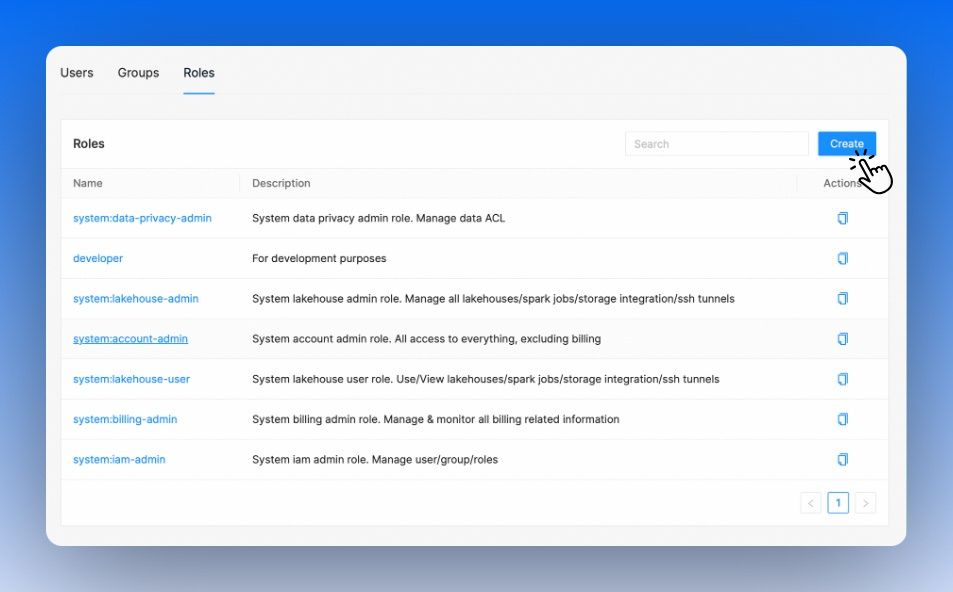 Users Groups Roles
Roles Search Create
Name Description Actions
system:data-privacy-admin System data privacy admin role. Manage data ACL
developer For development purposes
system:lakehouse-admin System lakehouse admin role. Manage all lakehouses/spark jobs/storage integration/ssh tunnels
system:account-admin System account admin role. All access to everything, excluding billing
system:lakehouse-user System lakehouse user role. Use/View lakehouses/spark jobs/storage integration/ssh tunnels
system:billing-admin System billing admin role. Manage & monitor all billing related information
system:iam-admin System iam admin role. Manage user/group/roles
< 1 >